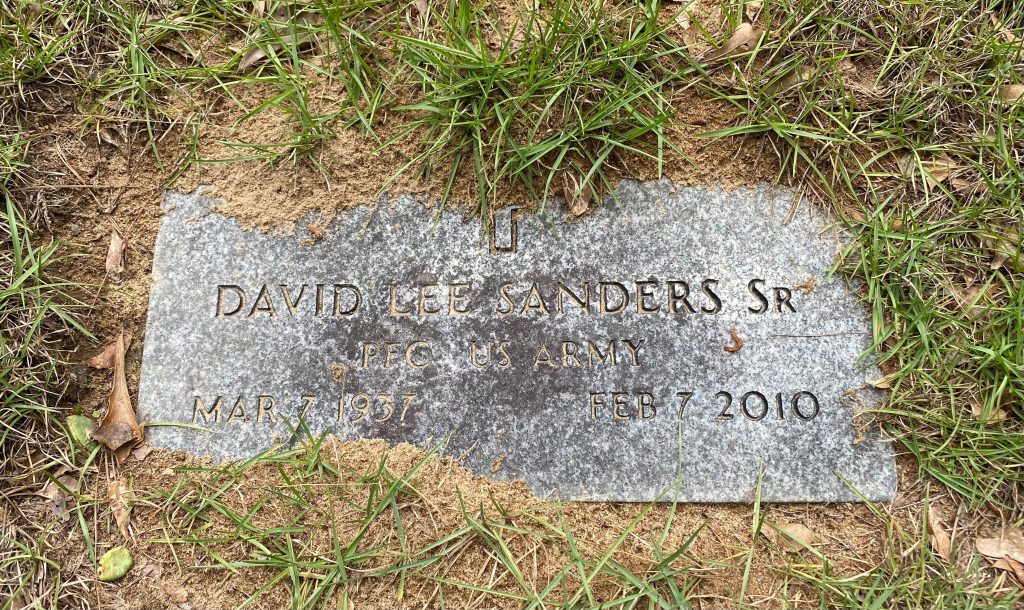 DAVID LEE SANDERS SR
PFC US ARMY
MAR 7 1937 FEB 7 2010